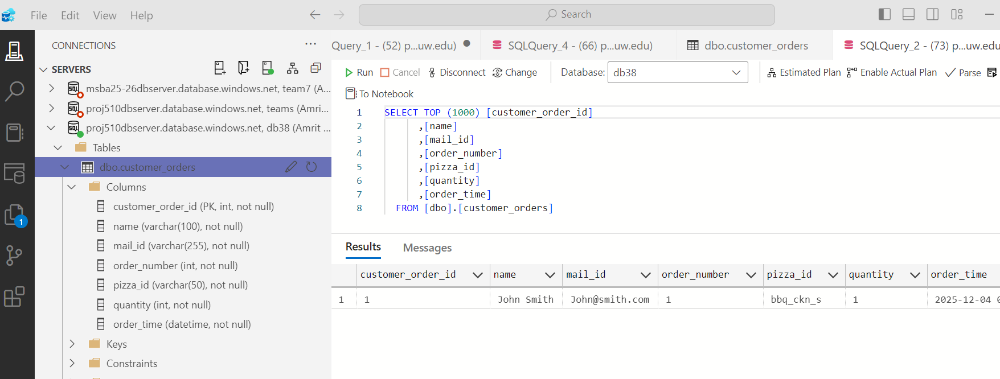 File Edit View Help
Search
CONNECTIONS
SERVERS
msba25-26dbserver.database.windows.net, team7 (A...
proj510dbserver.database.windows.net, teams (Amri...
proj510dbserver.database.windows.net, db38 (Amrit ...
Tables
dbo.customer_orders
Columns
customer_order_id (PK, int, not null)
name (varchar(100), not null)
mail_id (varchar(255), not null)
order_number (int, not null)
pizza_id (varchar(50), not null)
quantity (int, not null)
order_time (datetime, not null)
Keys
Constraints
1
Query_1 - (52) p...uw.edu) SQLQuery_4 - (66) p...uw.edu) dbo.customer_orders SQLQuery_2 - (73) p...uw.edu
Run Cancel Disconnect Change Database: db38 Estimated Plan Enable Actual Plan Parse
To Notebook
1 SELECT TOP (1000) [customer_order_id]
2 ,[name]
3 ,[mail_id]
4 ,[order_number]
5 ,[pizza_id]
6 ,[quantity]
7 ,[order_time]
8 FROM [dbo].[customer_orders]
Results Messages
customer_order_id name mail_id order_number pizza_id quantity order_time
1 1 John Smith John@smith.com 1 bbq_ckn_s 1 2025-12-04